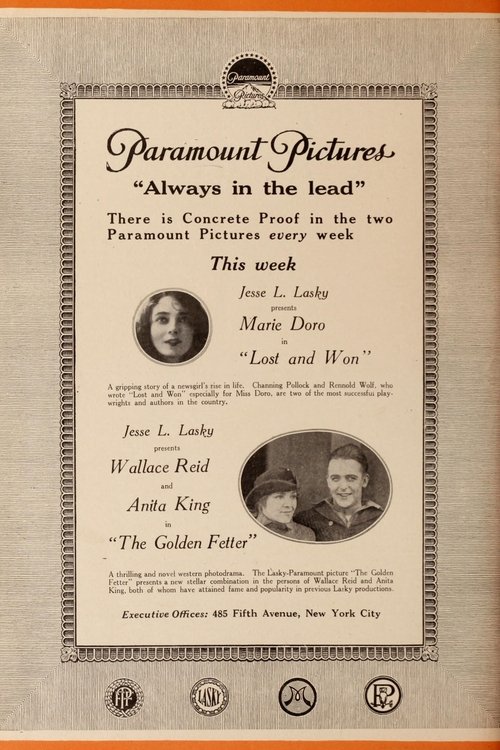 Paramount
Pictures
Paramount Pictures
"Always in the lead"
There is Concrete Proof in the two
Paramount Pictures every week
This week
Jesse L. Lasky
presents
Marie Doro
in
"Lost and Won"
A gripping story of a newsgirl's rise in life. Channing Pollock and Rennold Wolf, who
wrote "Lost and Won" especially for Miss Doro, are two of the most successful play-
wrights and authors in the country.
Jesse L. Lasky
presents
Wallace Reid
and
Anita King
in
"The Golden Fetter"
A thrilling and novel western photodrama. The Lasky-Paramount picture "The Golden
Fetter" presents a new stellar combination in the persons of Wallace Reid and Anita
King, both of whom have attained fame and popularity in previous Lasky productions.
Executive Offices: 485 Fifth Avenue, New York City
LASKY